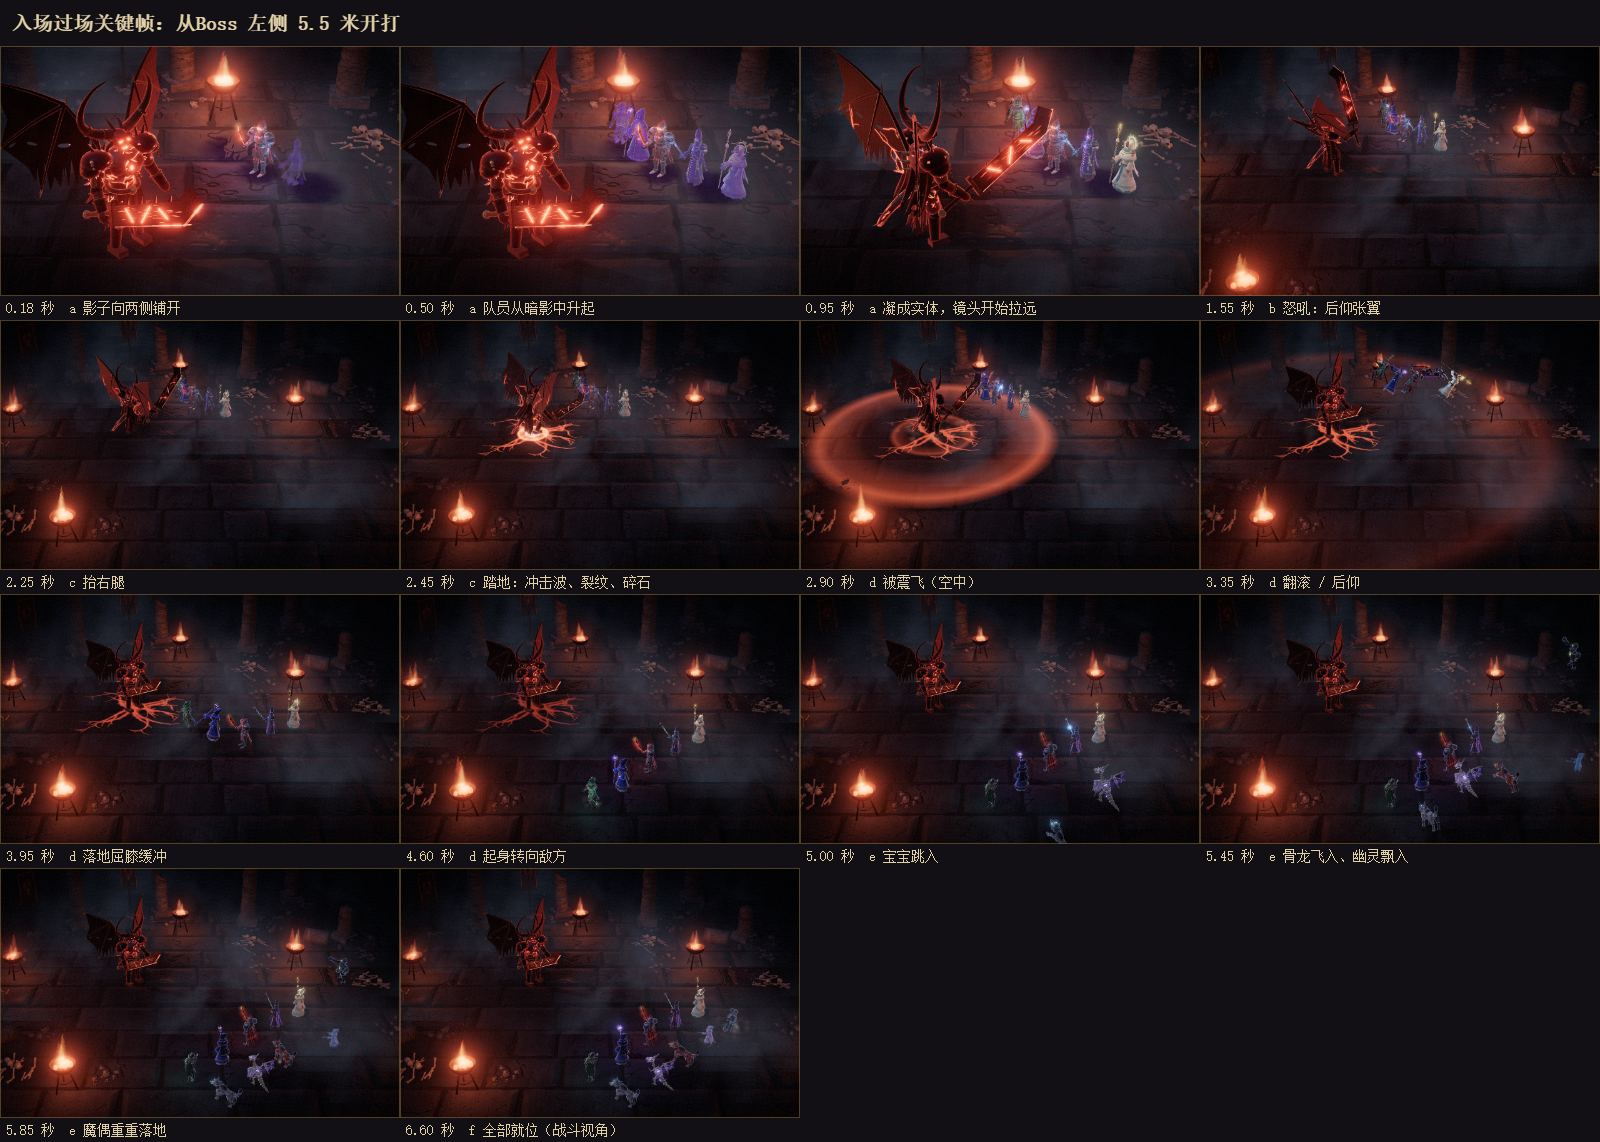 入场过场关键帧：从Boss 左侧 5.5 米开打
0.18 秒 a 影子向两侧铺开
0.50 秒 a 队员从暗影中升起
0.95 秒 a 凝成实体，镜头开始拉远
1.55 秒 b 怒吼：后仰张翼
2.25 秒 c 抬右腿
2.45 秒 c 踏地：冲击波、裂纹、碎石
2.90 秒 d 被震飞（空中）
3.35 秒 d 翻滚 / 后仰
3.95 秒 d 落地屈膝缓冲
4.60 秒 d 起身转向敌方
5.00 秒 e 宝宝跳入
5.45 秒 e 骨龙飞入、幽灵飘入
5.85 秒 e 魔偶重重落地
6.60 秒 f 全部就位（战斗视角）